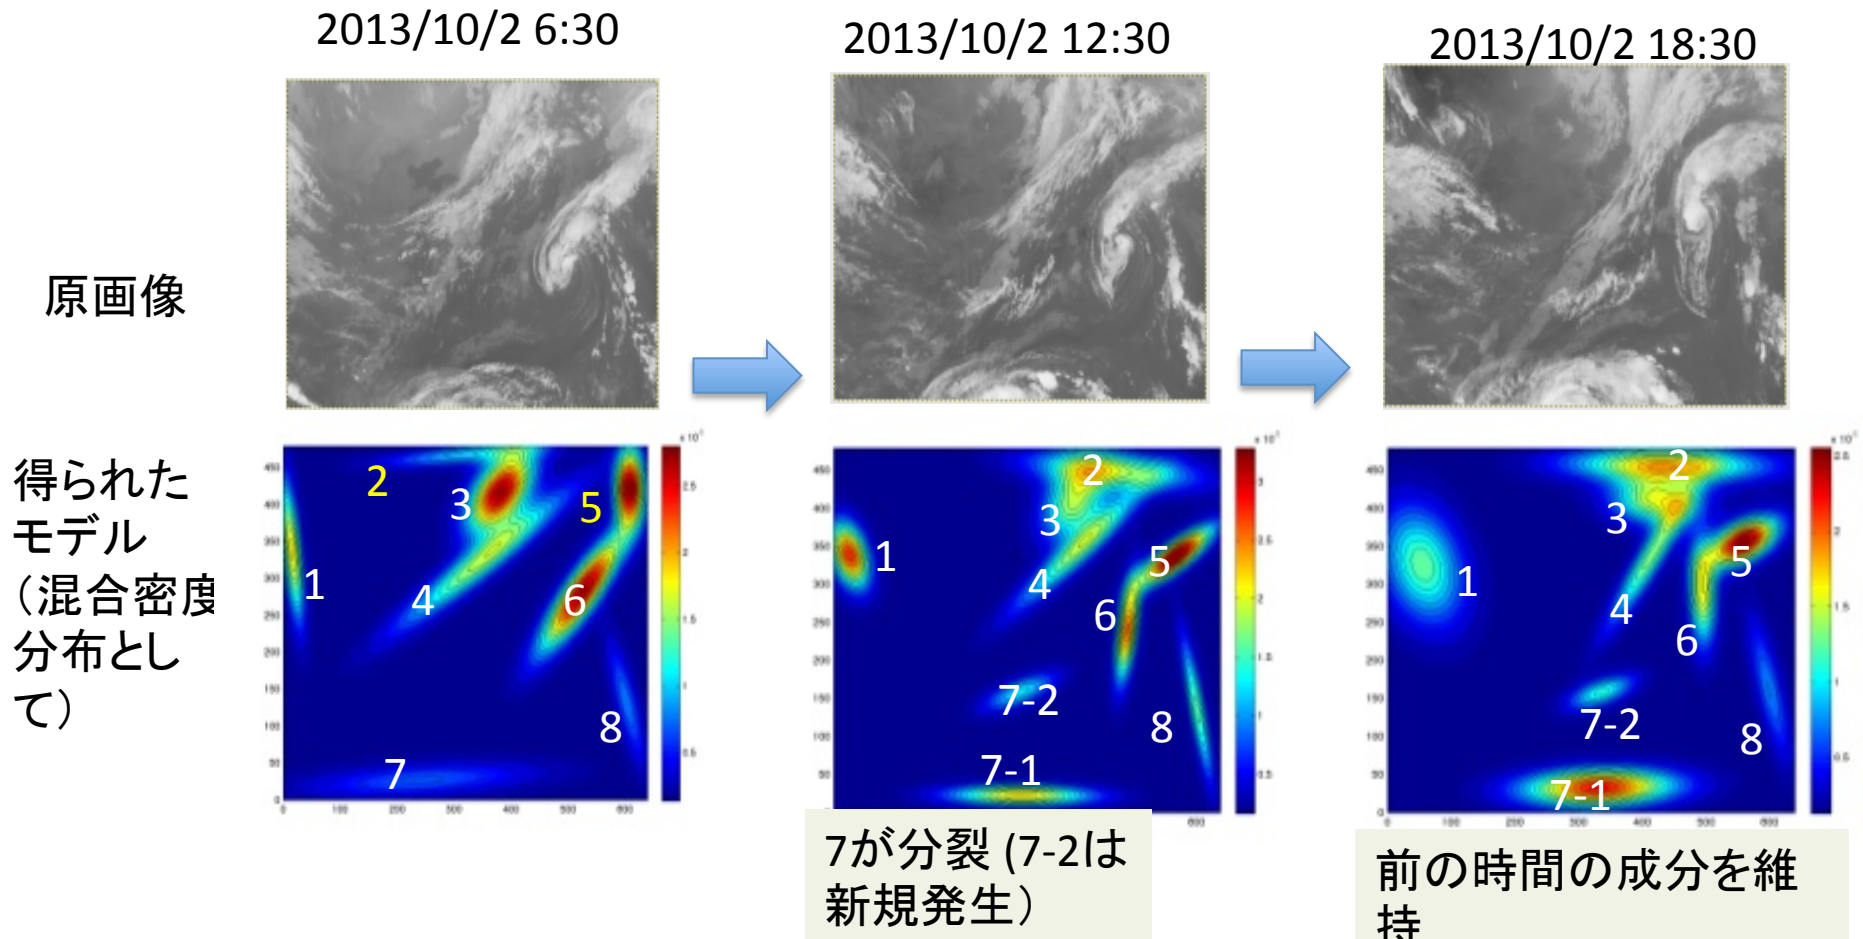 2013/10/2 6:30
2013/10/2 12:30
2013/10/2 18:30
原画像
得られた
モデル
（混合密度
分布とし
て）
2
3
5
1
4
6
8
7
2
3
1
5
4
6
7-2
8
7-1
2
3
5
1
4
6
7-2
8
7-1
7が分裂 (7-2は
新規発生）
前の時間の成分を維
持